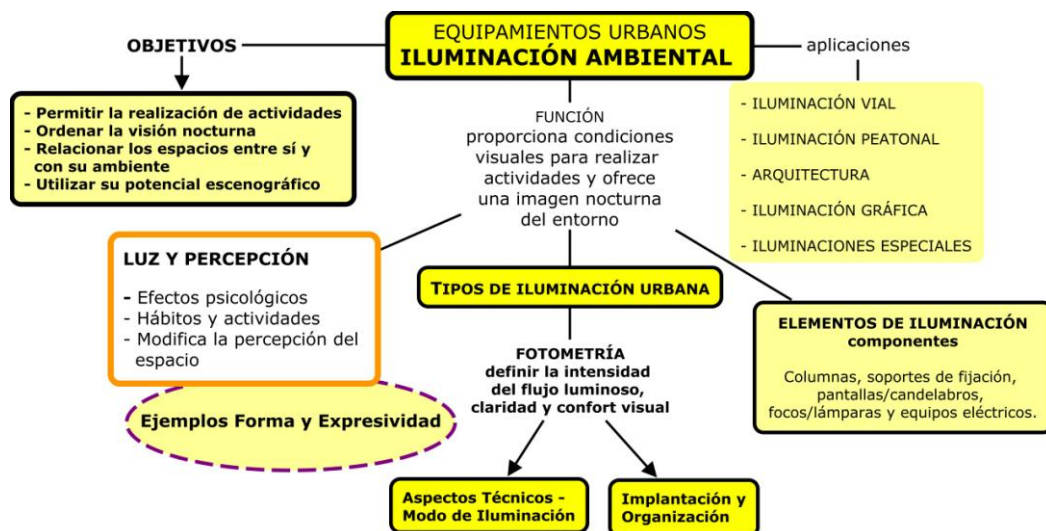 EQUIPAMIENTOS URBANOS
ILUMINACIÓN AMBIENTAL
OBJETIVOS
- Permitir la realización de actividades
- Ordenar la visión nocturna
- Relacionar los espacios entre sí y
con su ambiente
- Utilizar su potencial escenográfico
FUNCIÓN
proporciona condiciones
visuales para realizar
actividades y ofrece
una imagen nocturna
del entorno
aplicaciones
- ILUMINACIÓN VIAL
- ILUMINACIÓN PEATONAL
- ARQUITECTURA
- ILUMINACIÓN GRÁFICA
- ILUMINACIONES ESPECIALES
LUZ Y PERCEPCIÓN
- Efectos psicológicos
- Hábitos y actividades
- Modifica la percepción del
espacio
Ejemplos Forma y Expresividad
TIPOS DE ILUMINACIÓN URBANA
FOTOMETRÍA
definir la intensidad
del flujo luminoso,
claridad y confort visual
Aspectos Técnicos -
Modo de Iluminación
Implantación y
Organización
ELEMENTOS DE ILUMINACIÓN
componentes
Columnas, soportes de fijación,
pantallas/candelabros,
focos/lámparas y equipos eléctricos.